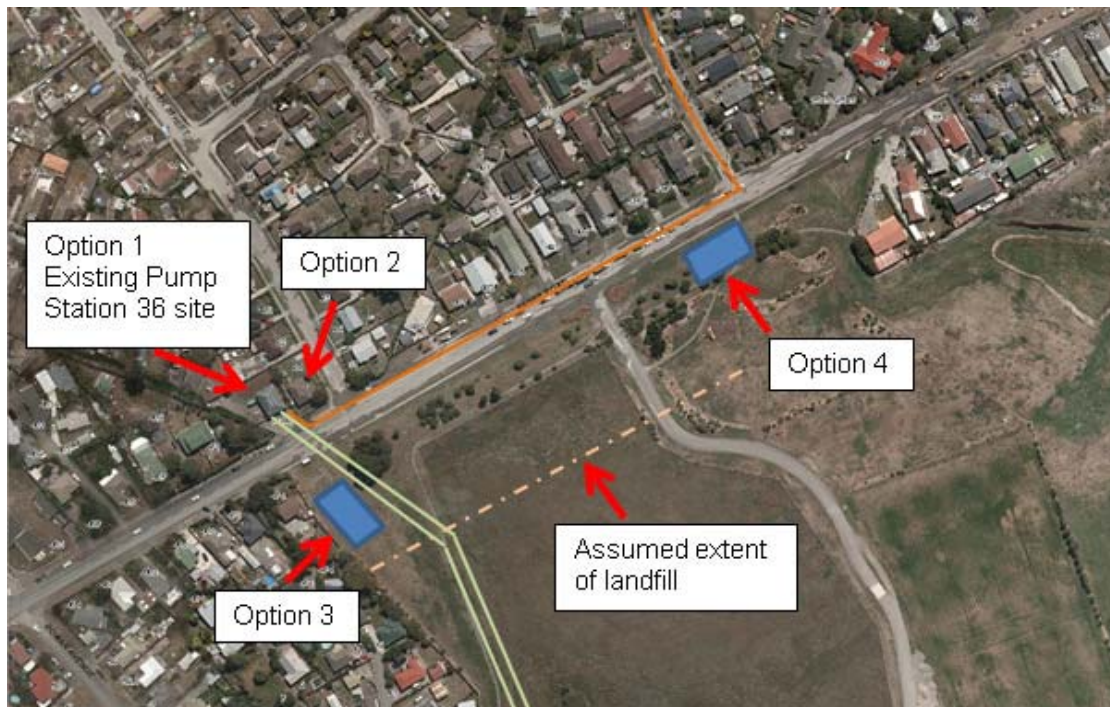 Option 1
Existing Pump
Station 36 site
Option 2
Option 4
Assumed extent
of landfill
Option 3